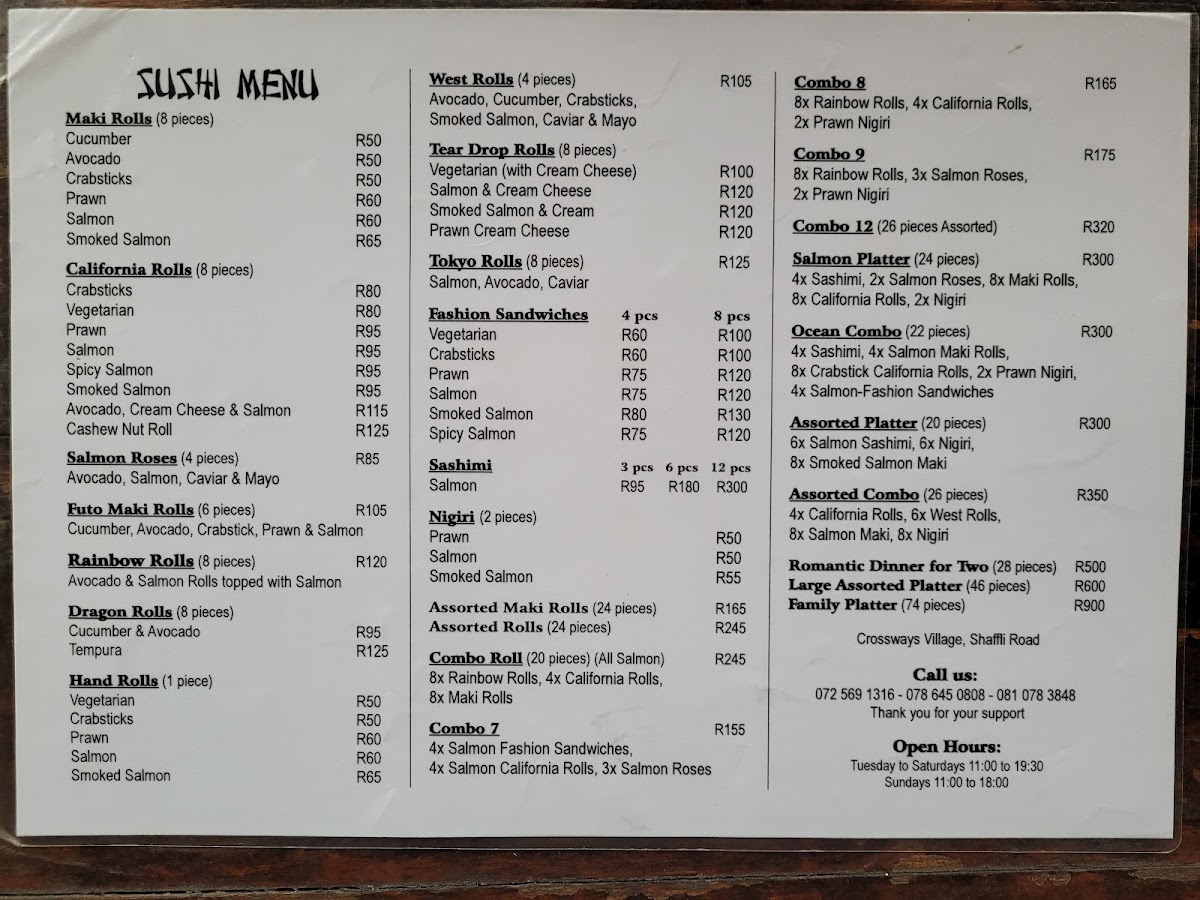 SUSHI MENU
Maki Rolls (8 pieces)
Cucumber R50
Avocado R50
Crabsticks R50
Prawn R60
Salmon R60
Smoked Salmon R65
California Rolls (8 pieces)
Crabsticks R80
Vegetarian R80
Prawn R95
Salmon R95
Spicy Salmon R95
Smoked Salmon R95
Avocado, Cream Cheese & Salmon R115
Cashew Nut Roll R125
Salmon Roses (4 pieces) R85
Avocado, Salmon, Caviar & Mayo
Futo Maki Rolls (6 pieces) R105
Cucumber, Avocado, Crabstick, Prawn & Salmon
Rainbow Rolls (8 pieces) R120
Avocado & Salmon Rolls topped with Salmon
Dragon Rolls (8 pieces)
Cucumber & Avocado R95
Tempura R125
Hand Rolls (1 piece)
Vegetarian R50
Crabsticks R50
Prawn R60
Salmon R60
Smoked Salmon R65
West Rolls (4 pieces) R105
Avocado, Cucumber, Crabsticks,
Smoked Salmon, Caviar & Mayo
Tear Drop Rolls (8 pieces)
Vegetarian (with Cream Cheese) R100
Salmon & Cream Cheese R120
Smoked Salmon & Cream R120
Prawn Cream Cheese R120
Tokyo Rolls (8 pieces) R125
Salmon, Avocado, Caviar
Fashion Sandwiches 4 pcs 8 pcs
Vegetarian R60 R100
Crabsticks R60 R100
Prawn R75 R120
Salmon R75 R120
Smoked Salmon R80 R130
Spicy Salmon R75 R120
Sashimi 3 pcs 6 pcs 12 pcs
Salmon R95 R180 R300
Nigiri (2 pieces)
Prawn R50
Salmon R50
Smoked Salmon R55
Assorted Maki Rolls (24 pieces) R165
Assorted Rolls (24 pieces) R245
Combo Roll (20 pieces) (All Salmon) R245
8x Rainbow Rolls, 4x California Rolls,
8x Maki Rolls
Combo 7 R155
4x Salmon Fashion Sandwiches,
4x Salmon California Rolls, 3x Salmon Roses
Combo 8 R165
8x Rainbow Rolls, 4x California Rolls,
2x Prawn Nigiri
Combo 9 R175
8x Rainbow Rolls, 3x Salmon Roses,
2x Prawn Nigiri
Combo 12 (26 pieces Assorted) R320
Salmon Platter (24 pieces) R300
4x Sashimi, 2x Salmon Roses, 8x Maki Rolls,
8x California Rolls, 2x Nigiri
Ocean Combo (22 pieces) R300
4x Sashimi, 4x Salmon Maki Rolls,
8x Crabstick California Rolls, 2x Prawn Nigiri,
4x Salmon-Fashion Sandwiches
Assorted Platter (20 pieces) R300
6x Salmon Sashimi, 6x Nigiri,
8x Smoked Salmon Maki
Assorted Combo (26 pieces) R350
4x California Rolls, 6x West Rolls,
8x Salmon Maki, 8x Nigiri
Romantic Dinner for Two (28 pieces) R500
Large Assorted Platter (46 pieces) R600
Family Platter (74 pieces) R900
Crossways Village, Shaffli Road
Call us:
072 569 1316 - 078 645 0808 - 081 078 3848
Thank you for your support
Open Hours:
Tuesday to Saturdays 11:00 to 19:30
Sundays 11:00 to 18:00